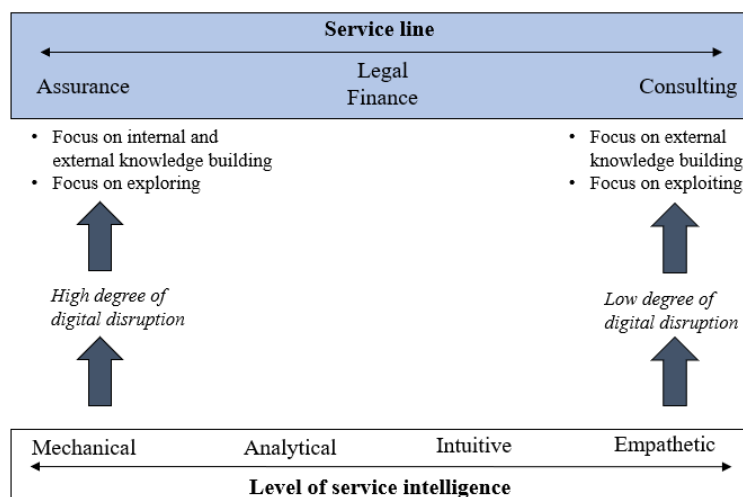 Service line
Assurance
Legal
Finance
Consulting
• Focus on internal and
external knowledge building
• Focus on exploring
• Focus on external
knowledge building
• Focus on exploiting
High degree of
digital disruption
Low degree of
digital disruption
Mechanical
Analytical
Intuitive
Empathetic
Level of service intelligence